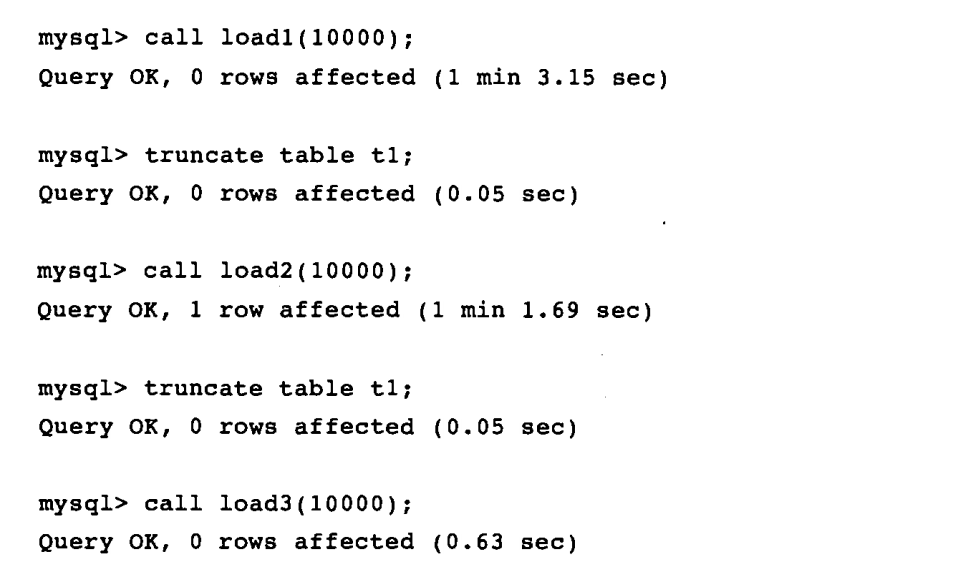 mysql> call load1(10000);
Query OK, 0 rows affected (1 min 3.15 sec)
mysql> truncate table t1;
Query OK, 0 rows affected (0.05 sec)
mysql> call load2(10000);
Query OK, 1 row affected (1 min 1.69 sec)
mysql> truncate table t1;
Query OK, 0 rows affected (0.05 sec)
mysql> call load3(10000);
Query OK, 0 rows affected (0.63 sec)